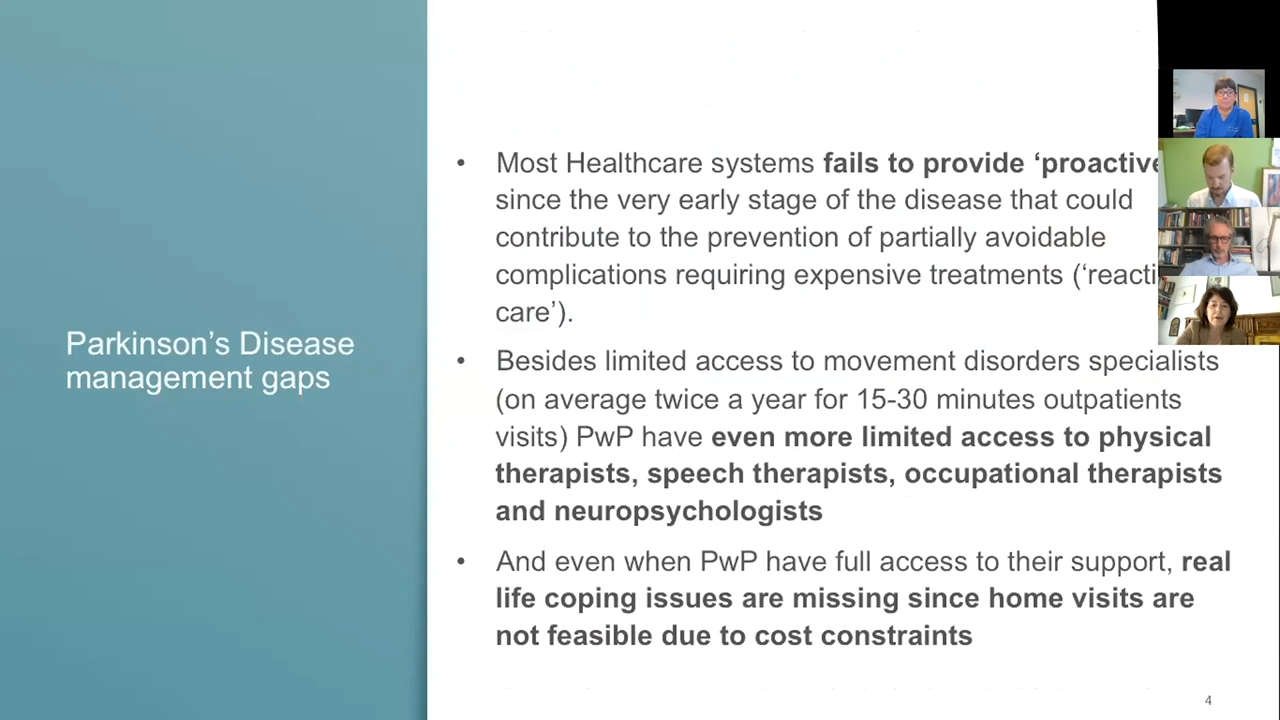 Parkinson’s Disease
management gaps
• Most Healthcare systems fails to provide ‘proactive
since the very early stage of the disease that could
contribute to the prevention of partially avoidable
complications requiring expensive treatments (‘reacti
care’).
• Besides limited access to movement disorders specialists
(on average twice a year for 15-30 minutes outpatients
visits) PwP have even more limited access to physical
therapists, speech therapists, occupational therapists
and neuropsychologists
• And even when PwP have full access to their support, real
life coping issues are missing since home visits are
not feasible due to cost constraints
4